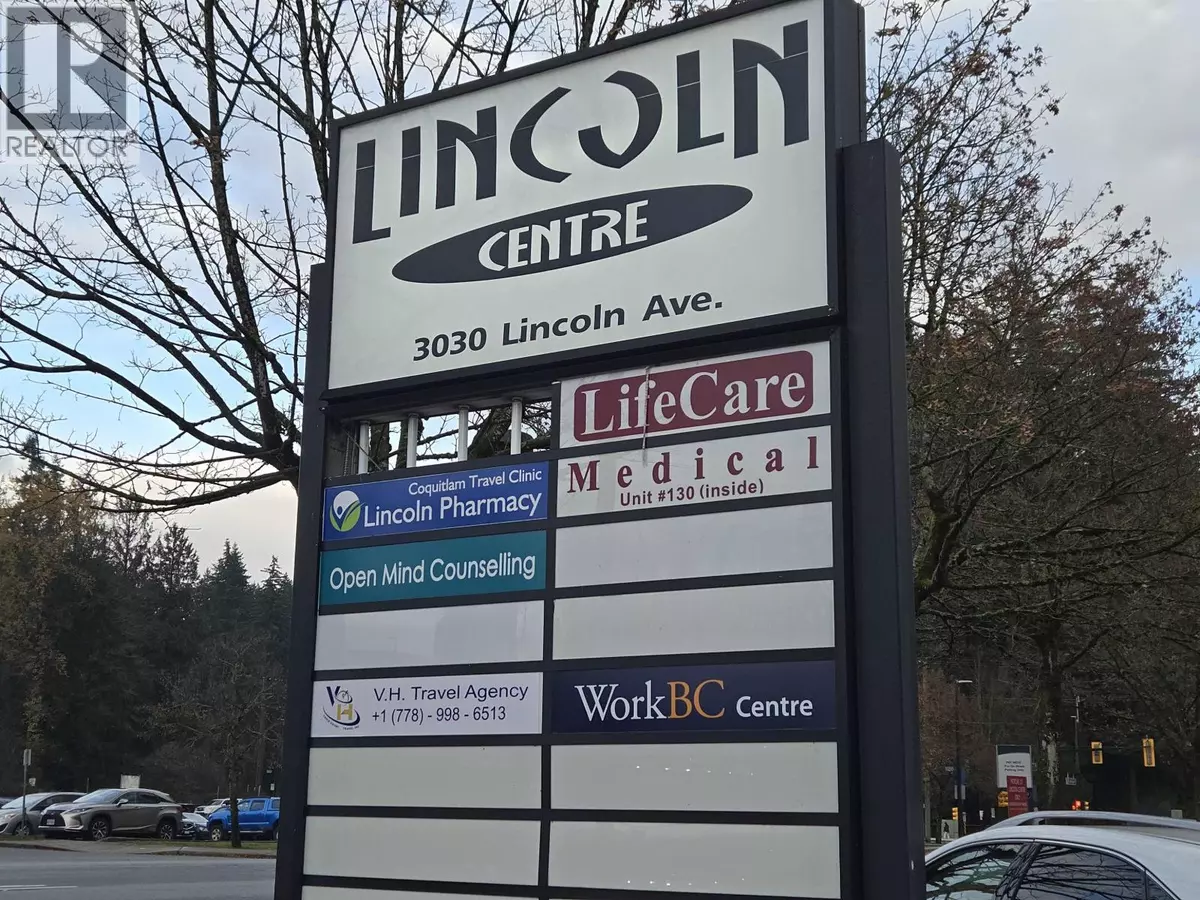 REALTOR
LINCOLN
CENTRE
3030 Lincoln Ave.
LifeCare
Medical
Unit #130 (inside)
Coquitlam Travel Clinic
Lincoln Pharmacy
Open Mind Counselling
VH
V.H. Travel Agency
+1 (778) - 998 - 6513
WorkBC Centre